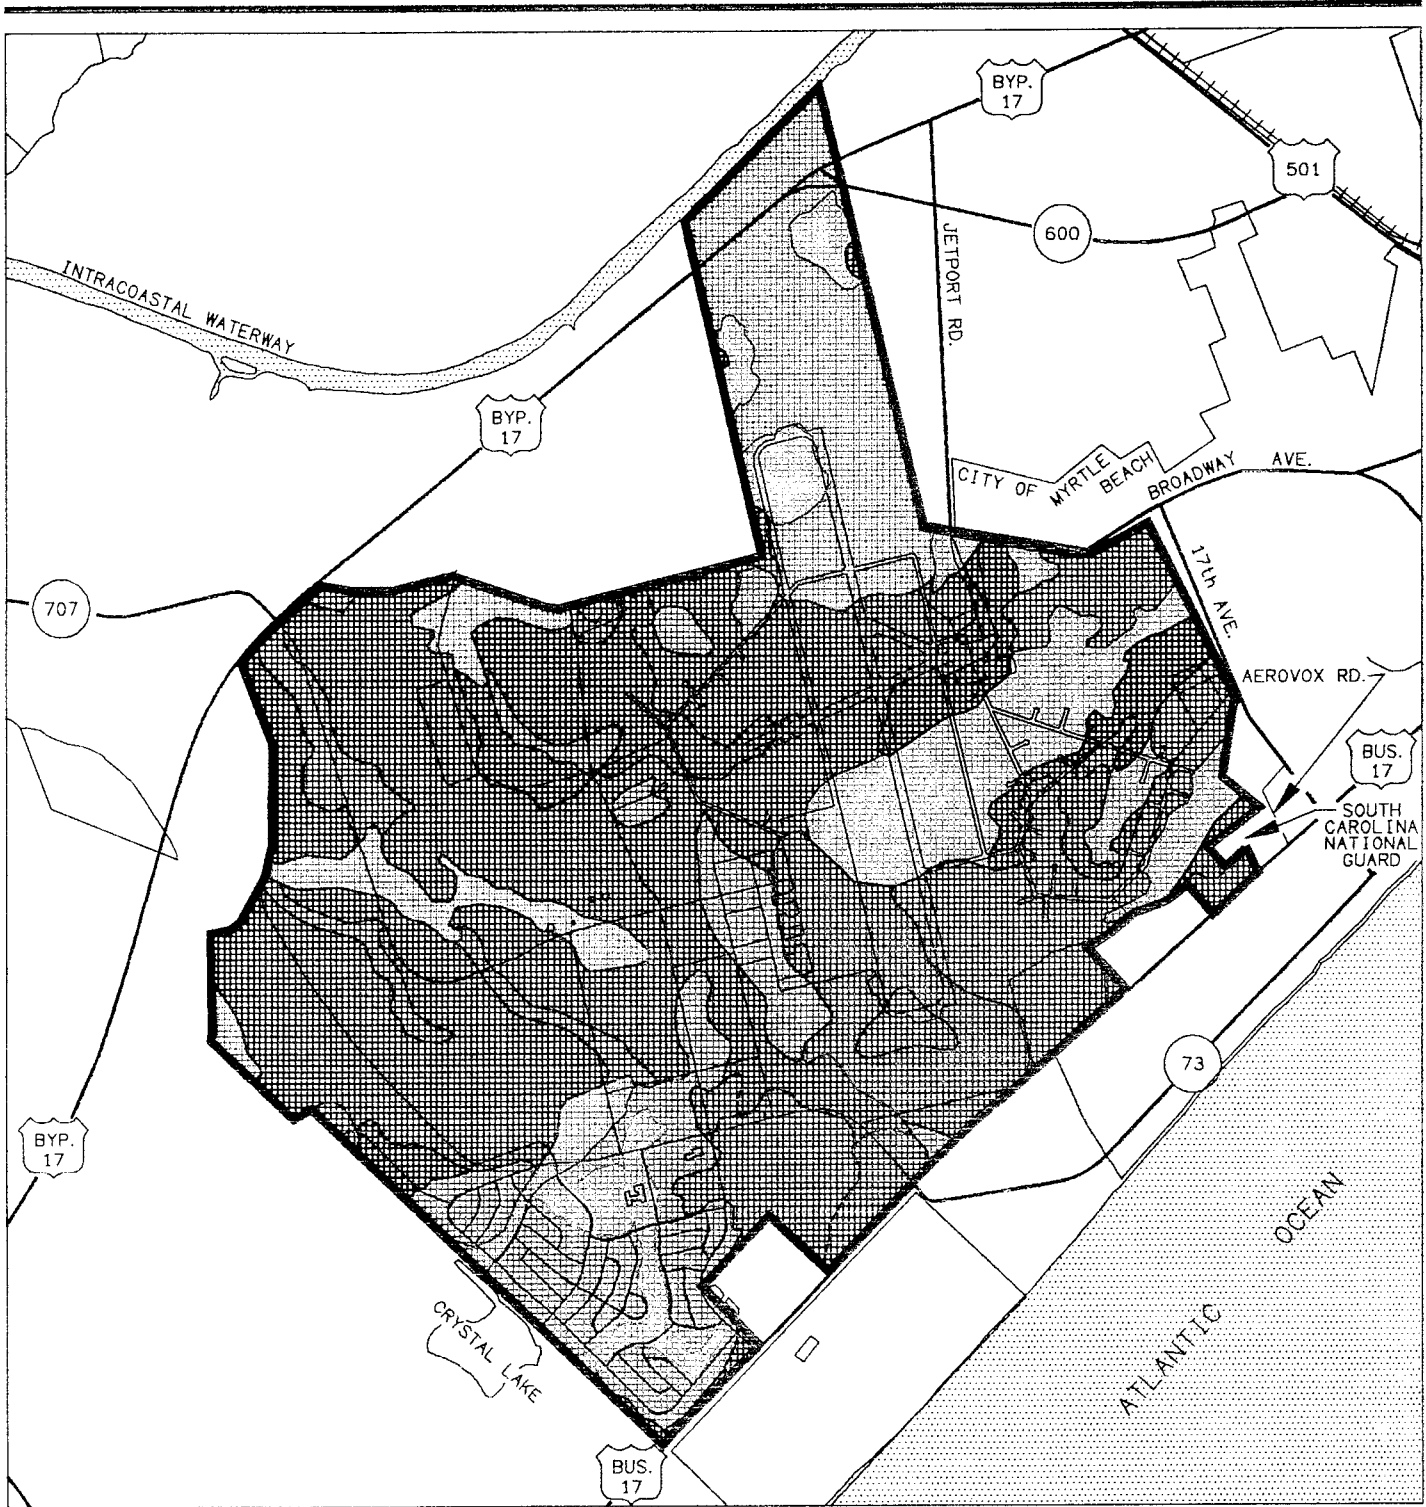 BYP.
17
501
600
JETPORT RD.
INTRACOASTAL WATERWAY
BYP.
17
CITY OF MYRTLE BEACH
BROADWAY AVE.
17th AVE.
707
AEROVOX RD.
BUS.
17
SOUTH
CAROLINA
NATIONAL
GUARD
73
BYP.
17
OCEAN
ATLANTIC
CRYSTAL LAKE
BUS.
17